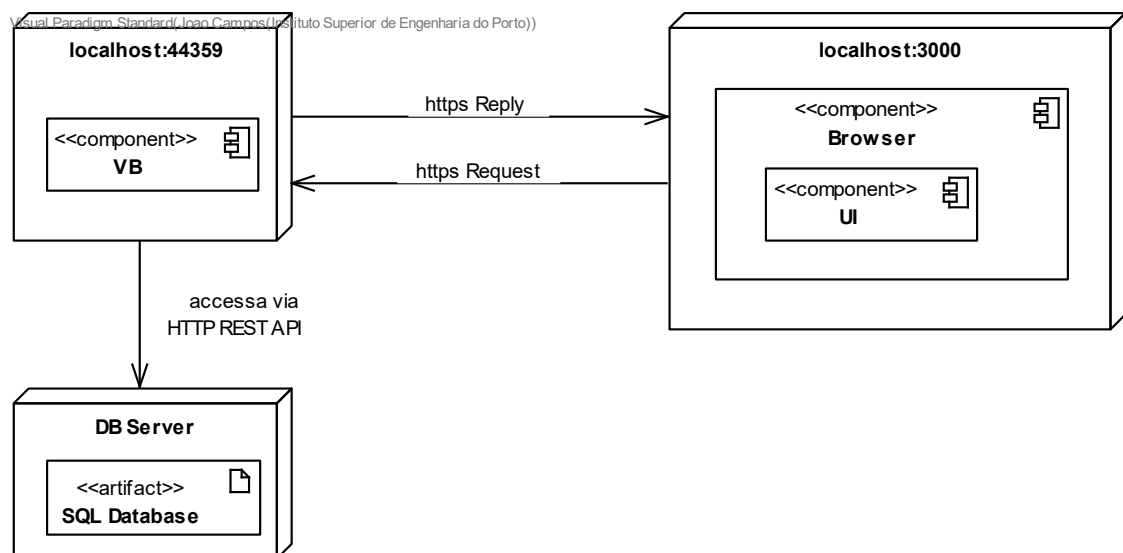 Visual Paradigm Standard(Joao Campos(Instituto Superior de Engenharia do Porto))
localhost:44359
<<component>>
VB
https Reply
https Request
localhost:3000
<<component>>
Browser
<<component>>
UI
accessa via
HTTP REST API
DB Server
<<artifact>>
SQL Database